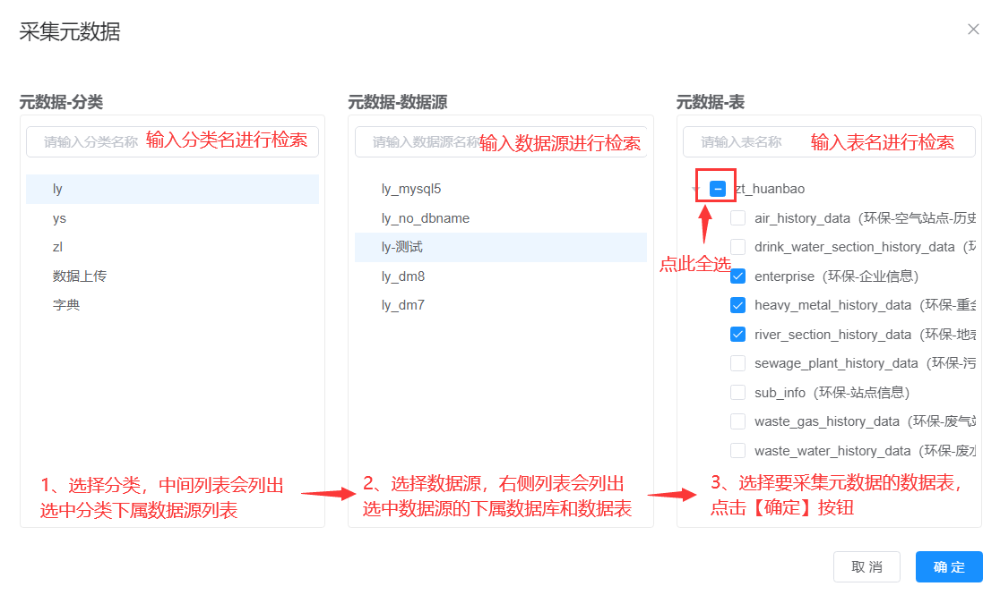 采集元数据
元数据-分类
请输入分类名称 输入分类名进行检索
ly
ys
zl
数据上传
字典
1、选择分类，中间列表会列出
选中分类下属数据源列表
元数据-数据源
请输入数据源名称 输入数据源进行检索
ly_mysql5
ly_no_dbname
ly-测试
ly_dm8
ly_dm7
2、选择数据源，右侧列表会列出
选中数据源的下属数据库和数据表
元数据-表
请输入表名称 输入表名进行检索
zt_huanbao
点此全选
air_history_data（环保-空气站点-历史
drink_water_section_history_data（环
enterprise（环保-企业信息）
heavy_metal_history_data（环保-重金
river_section_history_data（环保-地表
sewage_plant_history_data（环保-污
sub_info（环保-站点信息）
waste_gas_history_data（环保-废气站
waste_water_history_data（环保-废水
3、选择要采集元数据的数据表，
点击【确定】按钮
取 消
确 定